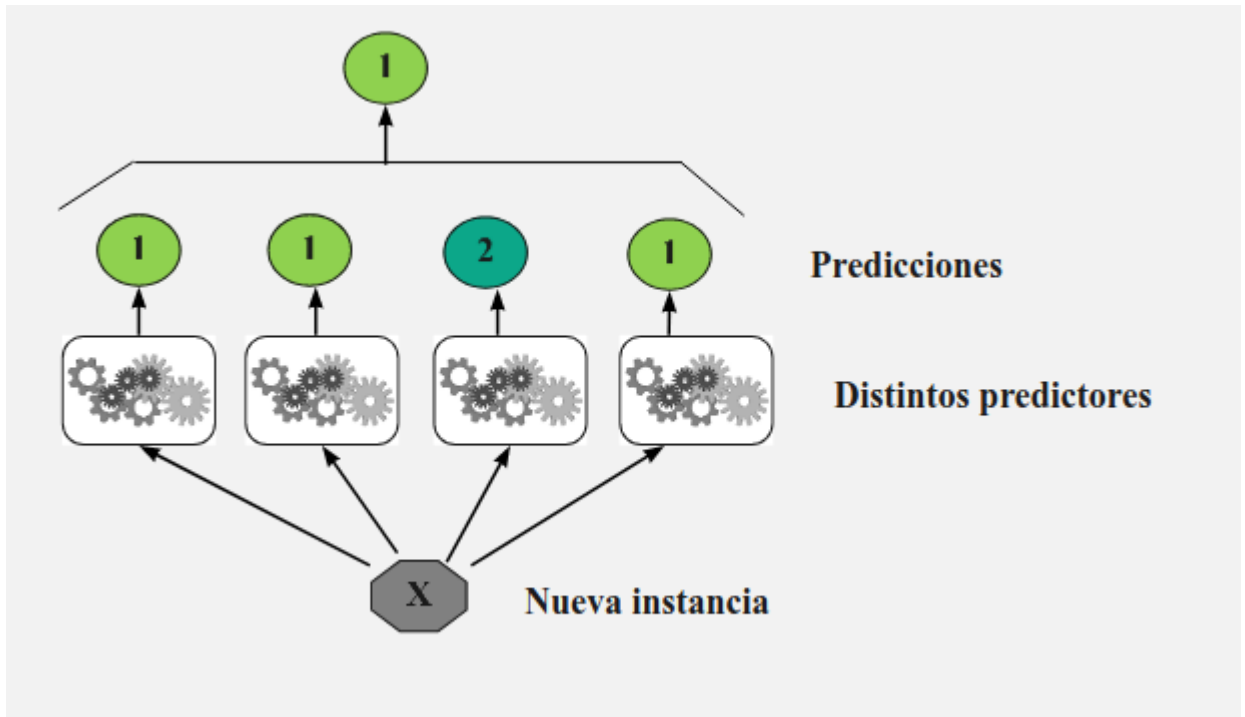 1
1 1 2 1
Predicciones
Distintos predictores
X
Nueva instancia